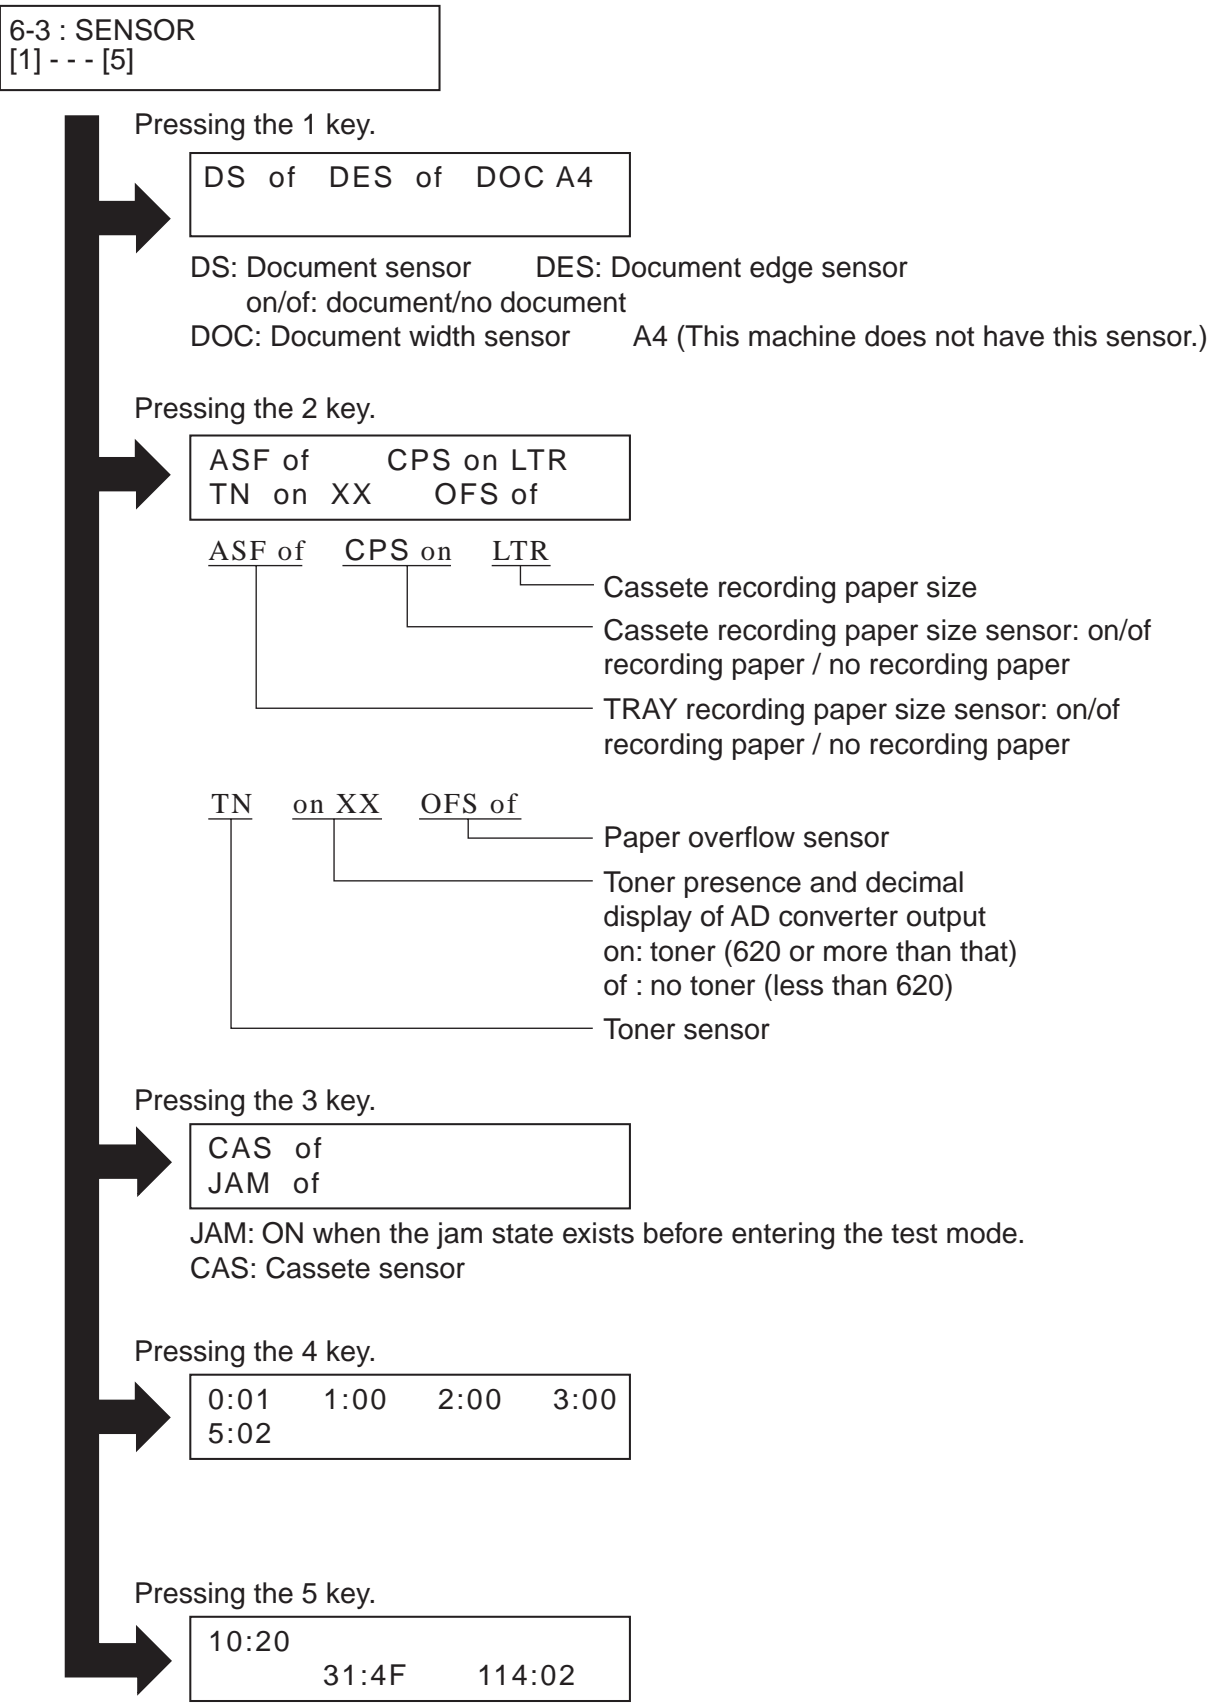 6-3 : SENSOR
[1] - - - [5]
Pressing the 1 key.
DS of DES of DOC A4
DS: Document sensor DES: Document edge sensor
on/of: document/no document
DOC: Document width sensor A4 (This machine does not have this sensor.)
Pressing the 2 key.
ASF of CPS on LTR
TN on XX OFS of
ASF of CPS on LTR
Cassete recording paper size
Cassete recording paper size sensor: on/of
recording paper / no recording paper
TRAY recording paper size sensor: on/of
recording paper / no recording paper
TN on XX OFS of
Paper overflow sensor
Toner presence and decimal
display of AD converter output
on: toner (620 or more than that)
of : no toner (less than 620)
Toner sensor
Pressing the 3 key.
CAS of
JAM of
JAM: ON when the jam state exists before entering the test mode.
CAS: Cassete sensor
Pressing the 4 key.
0:01 1:00 2:00 3:00
5:02
Pressing the 5 key.
10:20
31:4F 114:02